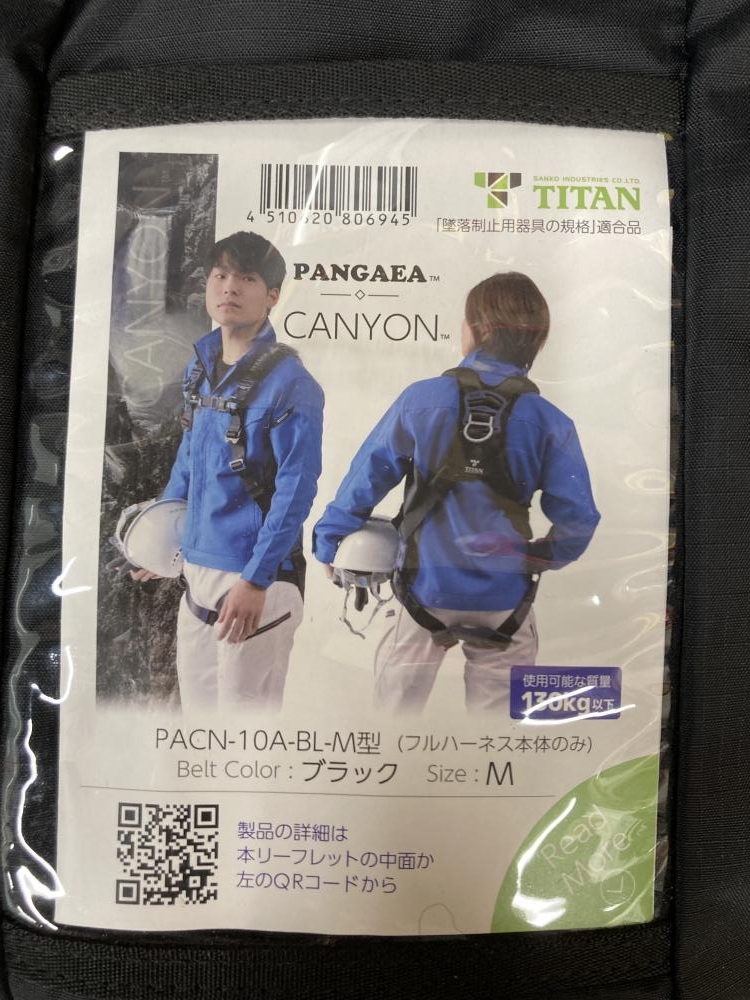 CANYON
4 510620 806945
SANKO INDUSTRIES CO.,LTD.
TITAN
「墜落制止用器具の規格」適合品
PANGAEA™
CANYON™
TITAN
使用可能な質量
130kg以下
PACN-10A-BL-M型 (フルハーネス本体のみ)
Belt Color : ブラック Size : M
製品の詳細は
本リーフレットの中面か
左のQRコードから
Read
More